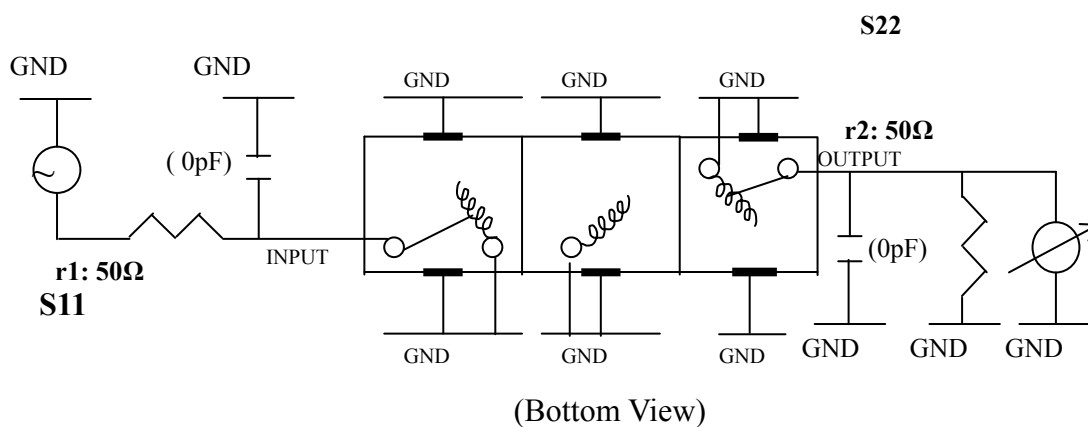 S22
GND
GND
GND
GND
GND
r2: 50Ω
( 0pF)
OUTPUT
INPUT
(0pF)
r1: 50Ω
S11
GND
GND
GND
GND
GND
GND
(Bottom View)